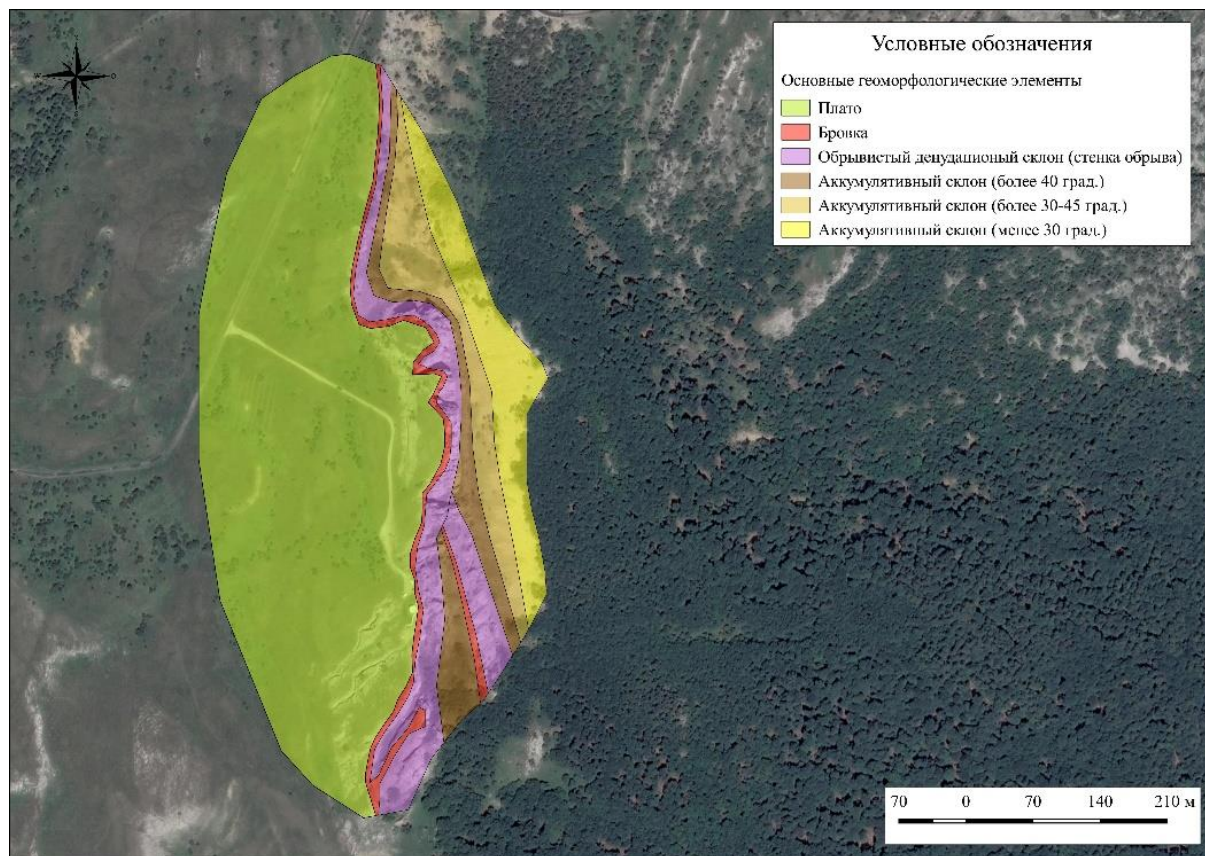 Условные обозначения
Основные геоморфологические элементы
Плато
Бровка
Обрывистый денудационый склон (стенка обрыва)
Аккумулятивный склон (более 40 град.)
Аккумулятивный склон (более 30-45 град.)
Аккумулятивный склон (менее 30 град.)
70 0 70 140 210 м